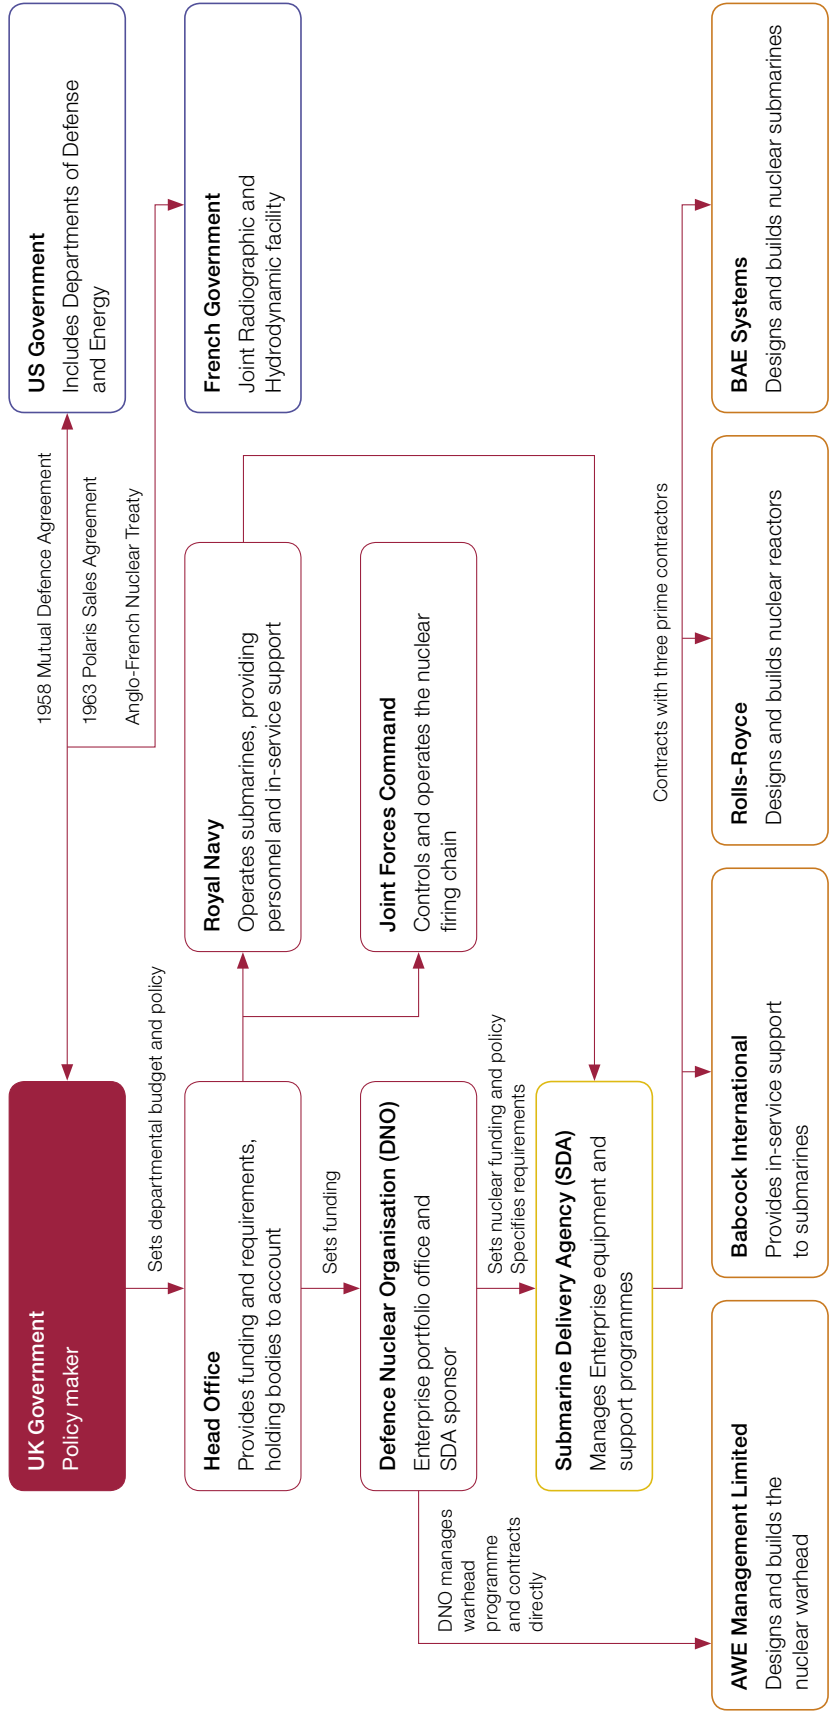 UK Government
Policy maker
1958 Mutual Defence Agreement
1963 Polaris Sales Agreement
Anglo-French Nuclear Treaty
US Government
Includes Departments of Defense
and Energy
Sets departmental budget and policy
Head Office
Provides funding and requirements,
holding bodies to account
Royal Navy
Operates submarines, providing
personnel and in-service support
French Government
Joint Radiographic and
Hydrodynamic facility
Sets funding
Defence Nuclear Organisation (DNO)
Enterprise portfolio office and
SDA sponsor
Joint Forces Command
Controls and operates the nuclear
firing chain
DNO manages
warhead
programme
and contracts
directly
Sets nuclear funding and policy
Specifies requirements
Submarine Delivery Agency (SDA)
Manages Enterprise equipment and
support programmes
Contracts with three prime contractors
AWE Management Limited
Designs and builds the
nuclear warhead
Babcock International
Provides in-service support
to submarines
Rolls-Royce
Designs and builds nuclear reactors
BAE Systems
Designs and builds nuclear submarines